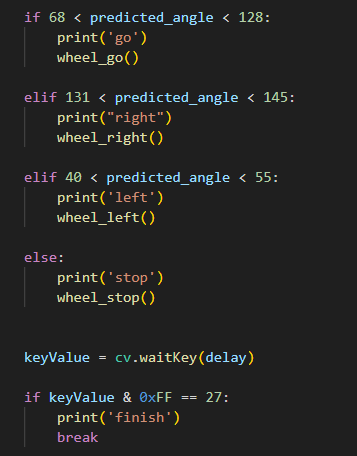 if 68 < predicted_angle < 128:
    print('go')
    wheel_go()

elif 131 < predicted_angle < 145:
    print("right")
    wheel_right()

elif 40 < predicted_angle < 55:
    print('left')
    wheel_left()

else:
    print('stop')
    wheel_stop()


keyValue = cv.waitKey(delay)

if keyValue & 0xFF == 27:
    print('finish')
    break